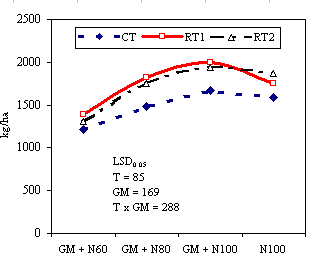 2500
CT RT1 RT2
2000
1500
kg/ha
1000
LSD0.05
T = 85
500
GM = 169
T x GM = 288
0
GM + N60 GM + N80 GM + N100 N100